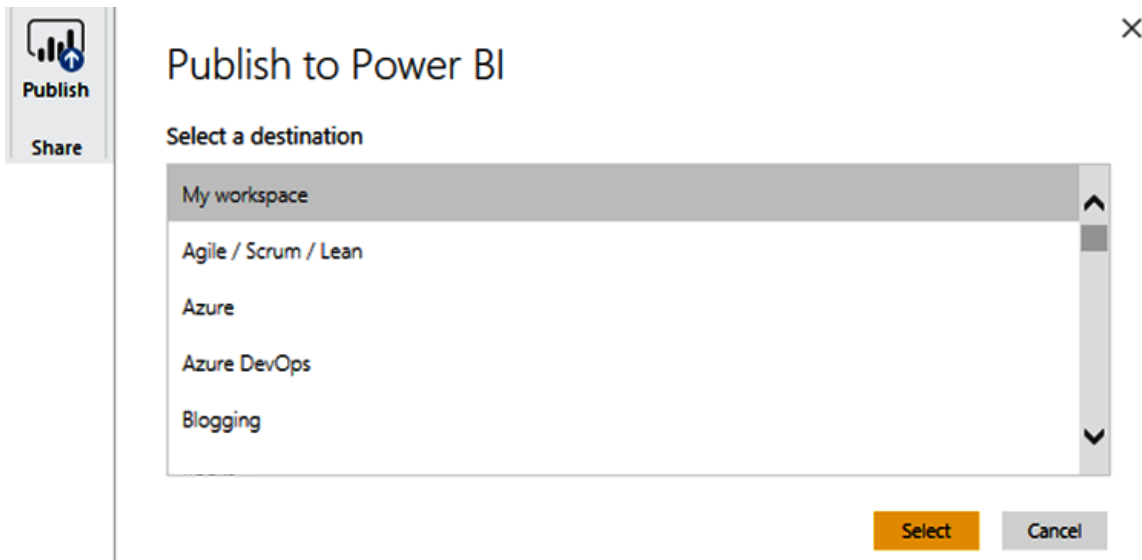 Publish
Share
Publish to Power BI
Select a destination
My workspace
Agile / Scrum / Lean
Azure
Azure DevOps
Blogging
Select
Cancel